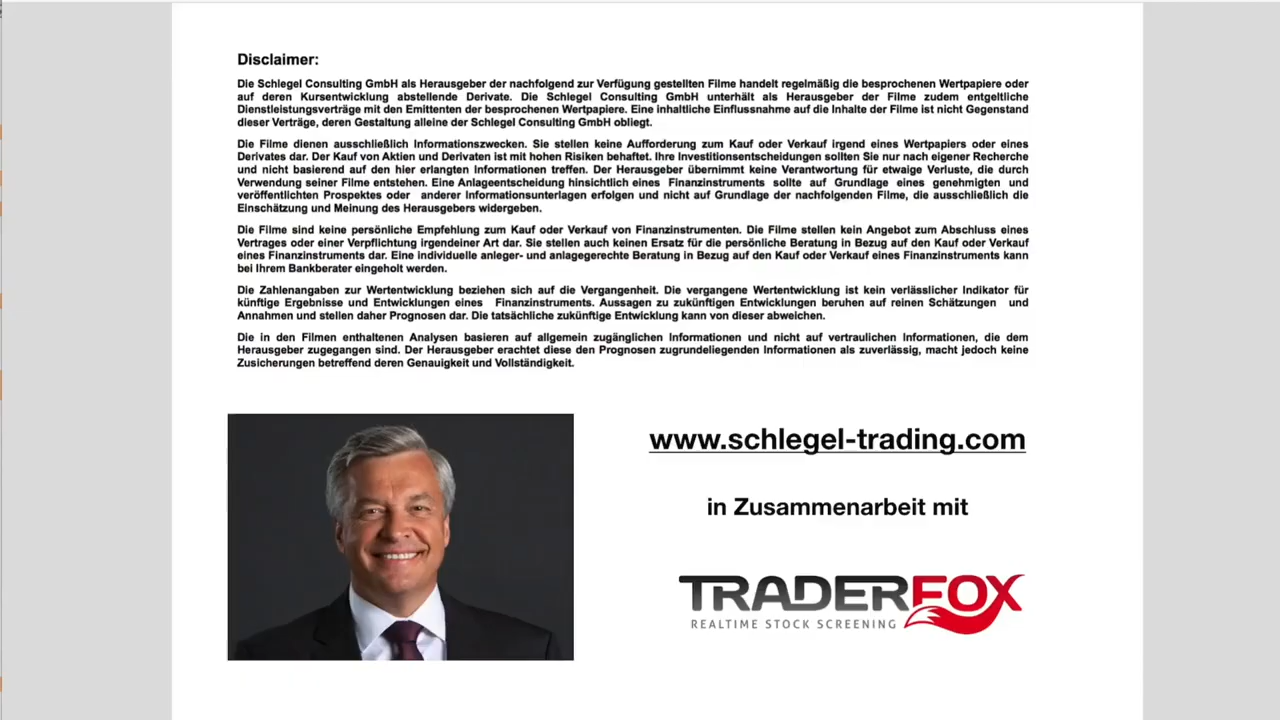 Disclaimer:
Die Schlegel Consulting GmbH als Herausgeber der nachfolgend zur Verfügung gestellten Filme handelt regelmäßig die besprochenen Wertpapiere oder
auf deren Kursentwicklung abstellende Derivate. Die Schlegel Consulting GmbH unterhält als Herausgeber der Filme zudem entgeltliche
Dienstleistungsverträge mit den Emittenten der besprochenen Wertpapiere. Eine inhaltliche Einflussnahme auf die Inhalte der Filme ist nicht Gegenstand
dieser Verträge, deren Gestaltung alleine der Schlegel Consulting GmbH obliegt.
Die Filme dienen ausschließlich Informationszwecken. Sie stellen keine Aufforderung zum Kauf oder Verkauf irgend eines Wertpapiers oder eines
Derivates dar. Der Kauf von Aktien und Derivaten ist mit hohen Risiken behaftet. Ihre Investitionsentscheidungen sollten Sie nur nach eigener Recherche
und nicht basierend auf den hier erlangten Informationen treffen. Der Herausgeber übernimmt keine Verantwortung für etwaige Verluste, die durch
Verwendung seiner Filme entstehen. Eine Anlageentscheidung hinsichtlich eines Finanzinstruments sollte auf Grundlage eines genehmigten und
veröffentlichten Prospektes oder anderer Informationsunterlagen erfolgen und nicht auf Grundlage der nachfolgenden Filme, die ausschließlich die
Einschätzung und Meinung des Herausgebers widergeben.
Die Filme sind keine persönliche Empfehlung zum Kauf oder Verkauf von Finanzinstrumenten. Die Filme stellen kein Angebot zum Abschluss eines
Vertrages oder einer Verpflichtung irgendeiner Art dar. Sie stellen auch keinen Ersatz für die persönliche Beratung in Bezug auf den Kauf oder Verkauf
eines Finanzinstruments dar. Eine individuelle anleger- und anlagegerechte Beratung in Bezug auf den Kauf oder Verkauf eines Finanzinstruments kann
bei Ihrem Bankberater eingeholt werden.
Die Zahlenangaben zur Wertentwicklung beziehen sich auf die Vergangenheit. Die vergangene Wertentwicklung ist kein verlässlicher Indikator für
künftige Ergebnisse und Entwicklungen eines Finanzinstruments. Aussagen zu zukünftigen Entwicklungen beruhen auf reinen Schätzungen und
Annahmen und stellen daher Prognosen dar. Die tatsächliche zukünftige Entwicklung kann von dieser abweichen.
Die in den Filmen enthaltenen Analysen basieren auf allgemein zugänglichen Informationen und nicht auf vertraulichen Informationen, die dem
Herausgeber zugegangen sind. Der Herausgeber erachtet diese den Prognosen zugrundeliegenden Informationen als zuverlässig, macht jedoch keine
Zusicherungen betreffend deren Genauigkeit und Vollständigkeit.
www.schlegel-trading.com
in Zusammenarbeit mit
TRADERFOX
REALTIME STOCK SCREENING